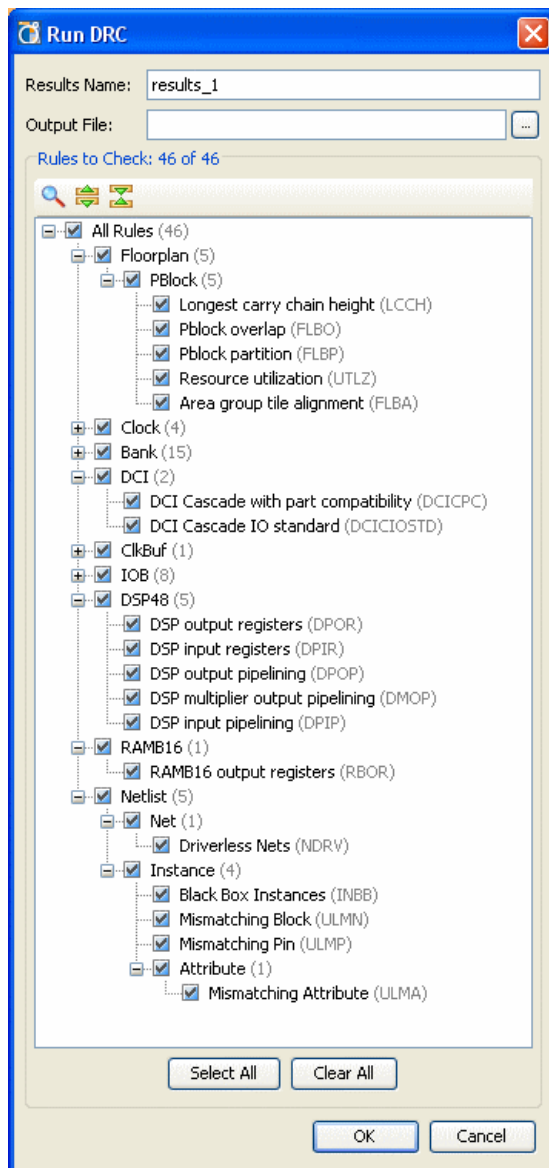 Run DRC
Results Name: results_1
Output File: ...
Rules to Check: 46 of 46
All Rules (46)
Floorplan (5)
PBlock (5)
Longest carry chain height (LCCH)
Pblock overlap (FLBO)
Pblock partition (FLBP)
Resource utilization (UTLZ)
Area group tile alignment (FLBA)
Clock (4)
Bank (15)
DCI (2)
DCI Cascade with part compatibility (DCICPC)
DCI Cascade IO standard (DCICIOSTD)
ClkBuf (1)
IOB (8)
DSP48 (5)
DSP output registers (DPOR)
DSP input registers (DPIR)
DSP output pipelining (DPOP)
DSP multiplier output pipelining (DMOP)
DSP input pipelining (DPIP)
RAMB16 (1)
RAMB16 output registers (RBOR)
Netlist (5)
Net (1)
Driverless Nets (NDRV)
Instance (4)
Black Box Instances (INBB)
Mismatching Block (ULMN)
Mismatching Pin (ULMP)
Attribute (1)
Mismatching Attribute (ULMA)
Select All Clear All
OK Cancel